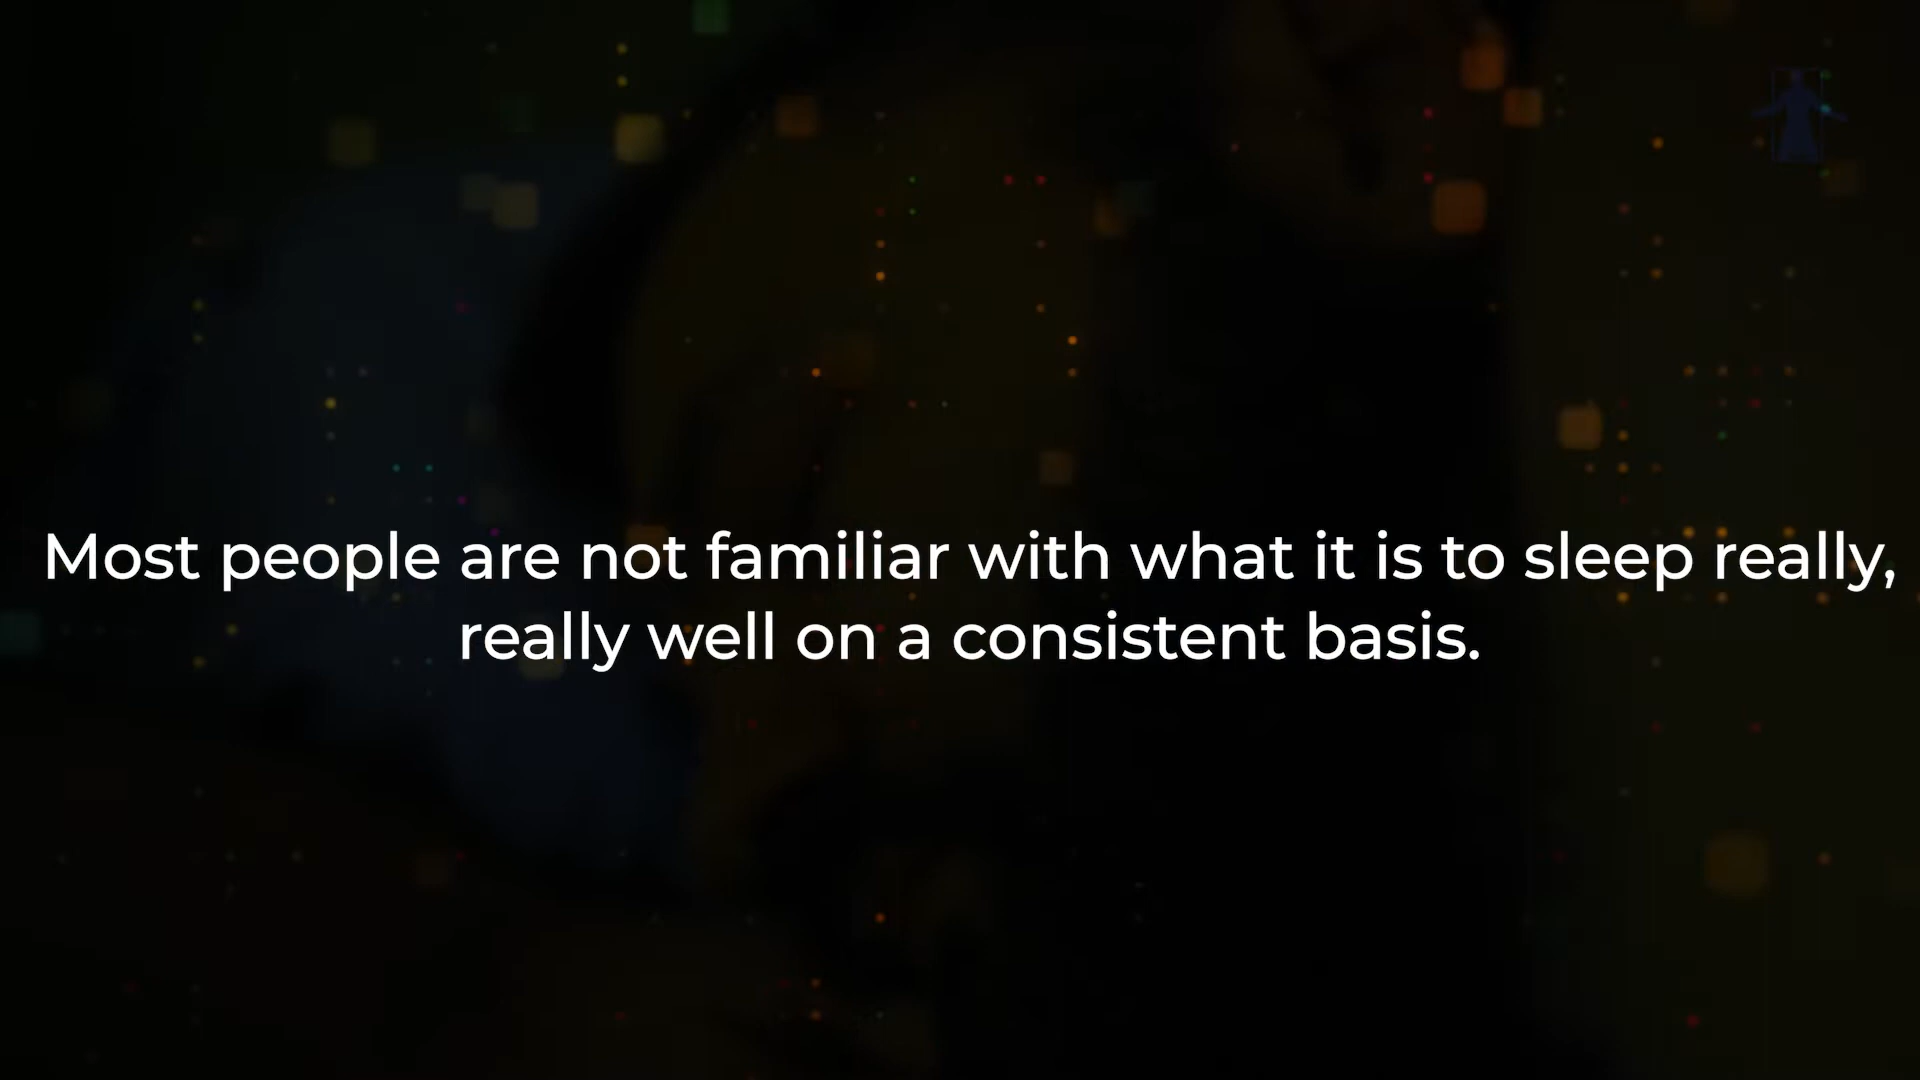 Most people are not familiar with what it is to sleep really,
really well on a consistent basis.